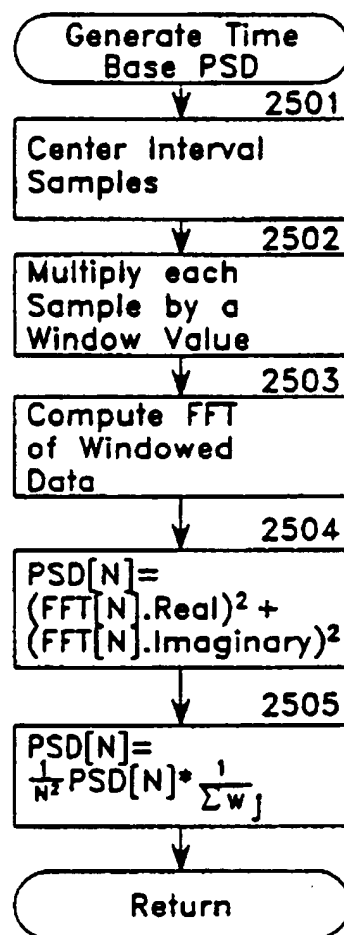 Generate Time
Base PSD
2501
Center Interval
Samples
2502
Multiply each
Sample by a
Window Value
2503
Compute FFT
of Windowed
Data
2504
PSD[N]=
(FFT[N].Real)² +
(FFT[N].Imaginary)²
2505
PSD[N]=
1/N² PSD[N]* 1/∑W j
Return